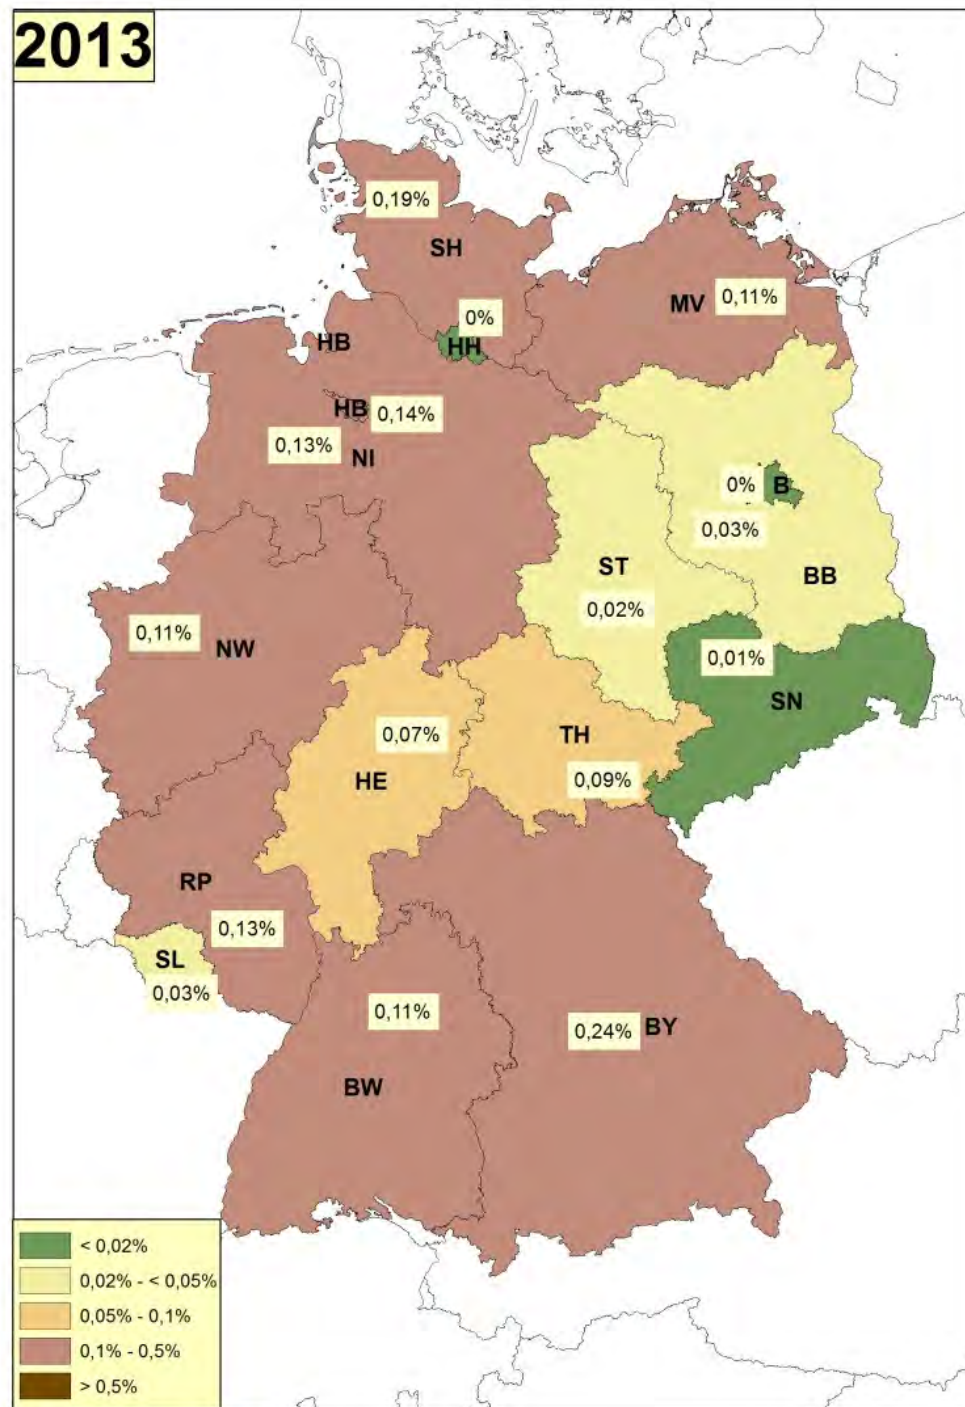 2013
0,19%
SH
MV
0,11%
0%
HH
HB
HB
0,14%
0,13%
NI
0%
B
0,03%
BB
ST
0,02%
0,11%
NW
0,01%
SN
0,07%
HE
TH
0,09%
RP
0,13%
SL
0,03%
0,11%
BW
0,24%
BY
< 0,02%
0,02% - < 0,05%
0,05% - 0,1%
0,1% - 0,5%
> 0,5%